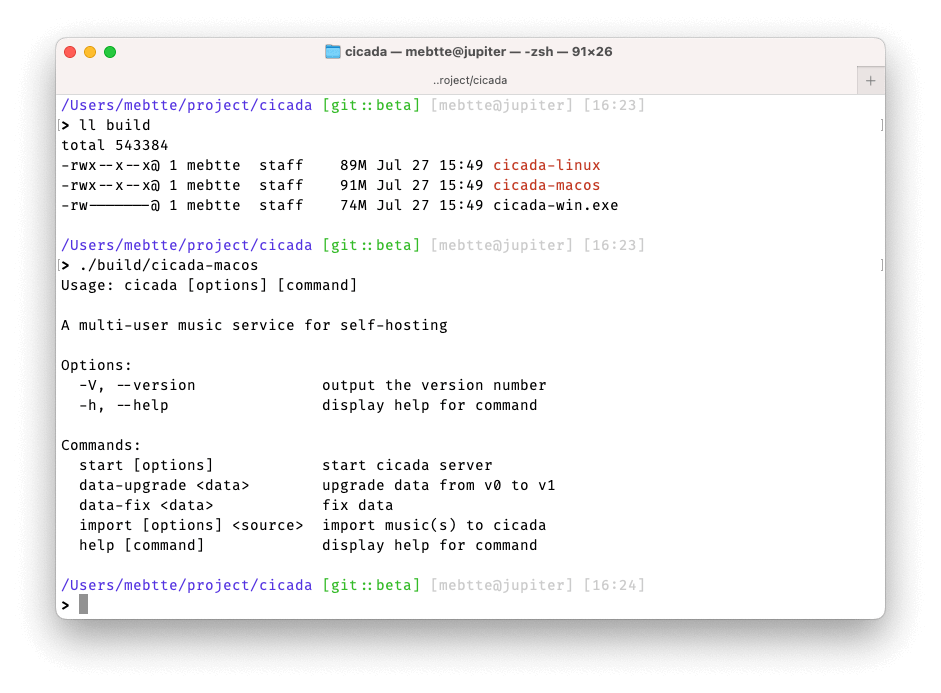 cicada — mebtte@jupiter — -zsh — 91×26
..roject/cicada
+
/Users/mebtte/project/cicada [git::beta] [mebtte@jupiter] [16:23]
[> ll build ]
total 543384
-rwx--x--x@ 1 mebtte  staff    89M Jul 27 15:49 cicada-linux
-rwx--x--x@ 1 mebtte  staff    91M Jul 27 15:49 cicada-macos
-rw-------@ 1 mebtte  staff    74M Jul 27 15:49 cicada-win.exe
/Users/mebtte/project/cicada [git::beta] [mebtte@jupiter] [16:23]
[> ./build/cicada-macos ]
Usage: cicada [options] [command]
A multi-user music service for self-hosting
Options:
  -V, --version              output the version number
  -h, --help                 display help for command
Commands:
  start [options]            start cicada server
  data-upgrade <data>        upgrade data from v0 to v1
  data-fix <data>            fix data
  import [options] <source>  import music(s) to cicada
  help [command]             display help for command
/Users/mebtte/project/cicada [git::beta] [mebtte@jupiter] [16:24]
>